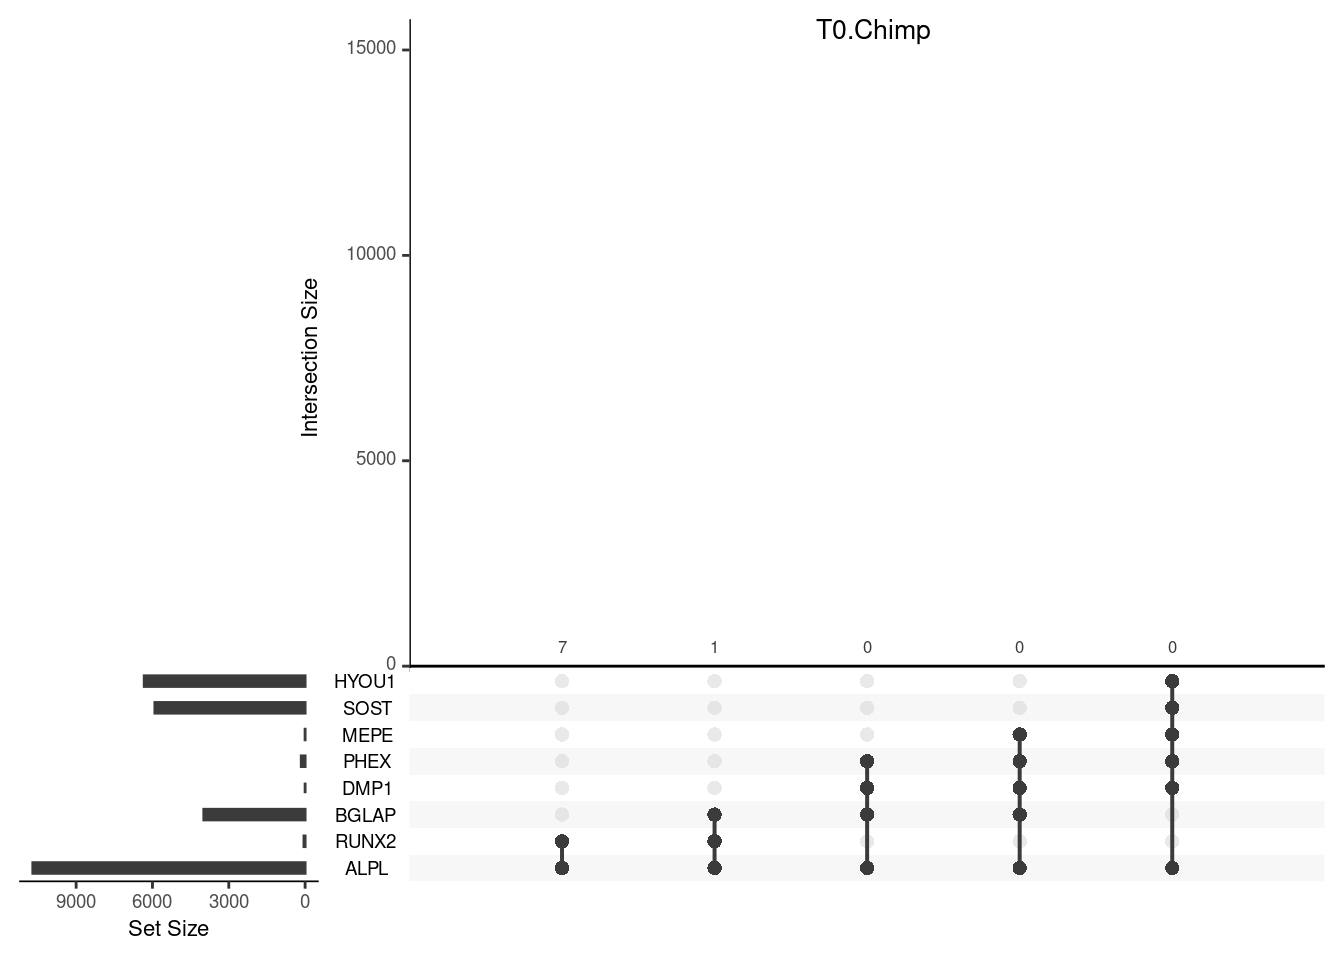 T0.Chimp
15000
10000
5000
0
Intersection Size
7 1 0 0 0
HYOU1
SOST
MEPE
PHEX
DMP1
BGLAP
RUNX2
ALPL
9000 6000 3000 0
Set Size